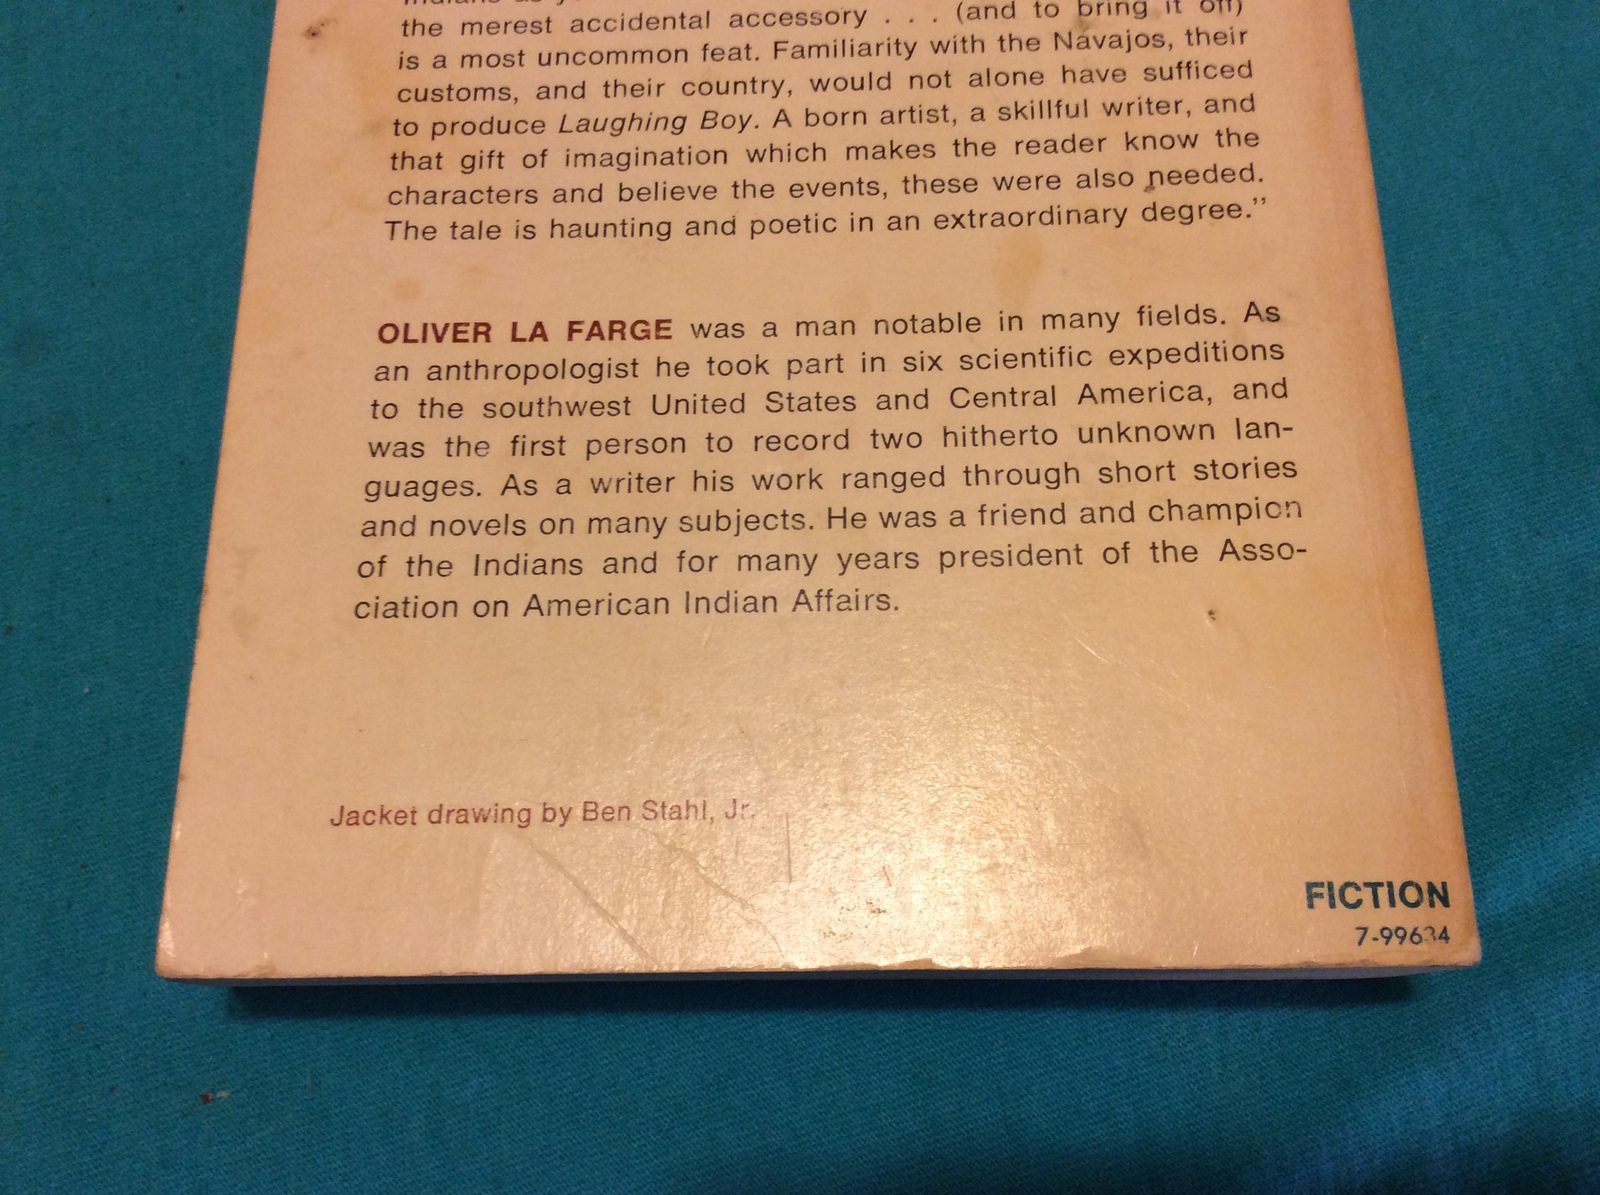 Indians as
the merest accidental accessory . . . (and to bring it off)
is a most uncommon feat. Familiarity with the Navajos, their
customs, and their country, would not alone have sufficed
to produce Laughing Boy. A born artist, a skillful writer, and
that gift of imagination which makes the reader know the
characters and believe the events, these were also needed.
The tale is haunting and poetic in an extraordinary degree.”
OLIVER LA FARGE was a man notable in many fields. As
an anthropologist he took part in six scientific expeditions
to the southwest United States and Central America, and
was the first person to record two hitherto unknown lan-
guages. As a writer his work ranged through short stories
and novels on many subjects. He was a friend and champion
of the Indians and for many years president of the Asso-
ciation on American Indian Affairs.
Jacket drawing by Ben Stahl, Jr.
FICTION
7-99634